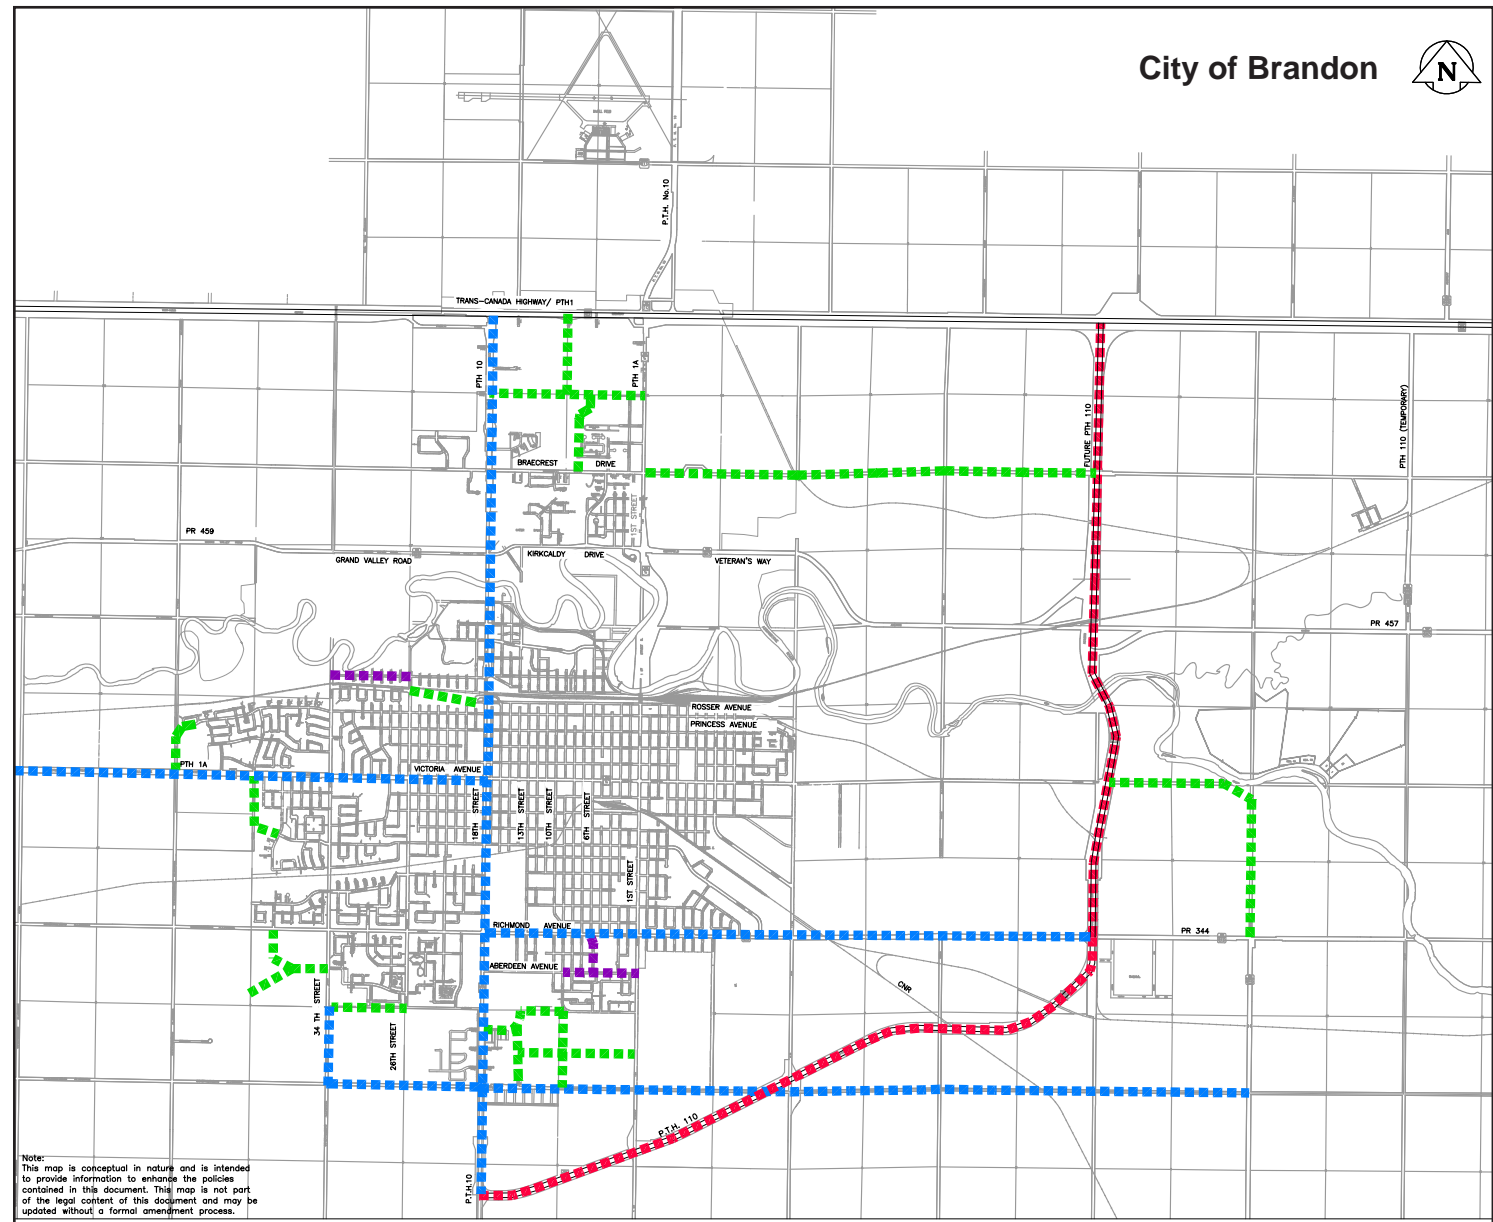 City of Brandon
N
P.T.H. No.10
TRANS-CANADA HIGHWAY/ PTH1
PTH 10
PTH 1A
FUTURE PTH 110
PTH 110 (TEMPORARY)
BRAECREST DRIVE
1ST STREET
PR 459
GRAND VALLEY ROAD
KIRKCALDY DRIVE
VETERAN'S WAY
PR 457
ROSSER AVENUE
PRINCESS AVENUE
PTH 1A
VICTORIA AVENUE
18TH STREET
13TH STREET
10TH STREET
6TH STREET
1ST STREET
RICHMOND AVENUE
PR 344
ABERDEEN AVENUE
34 TH STREET
26TH STREET
CNR
P.T.H. 110
P.T.H.10
Note:
This map is conceptual in nature and is intended
to provide information to enhance the policies
contained in this document. This map is not part
of the legal content of this document and may be
updated without a formal amendment process.